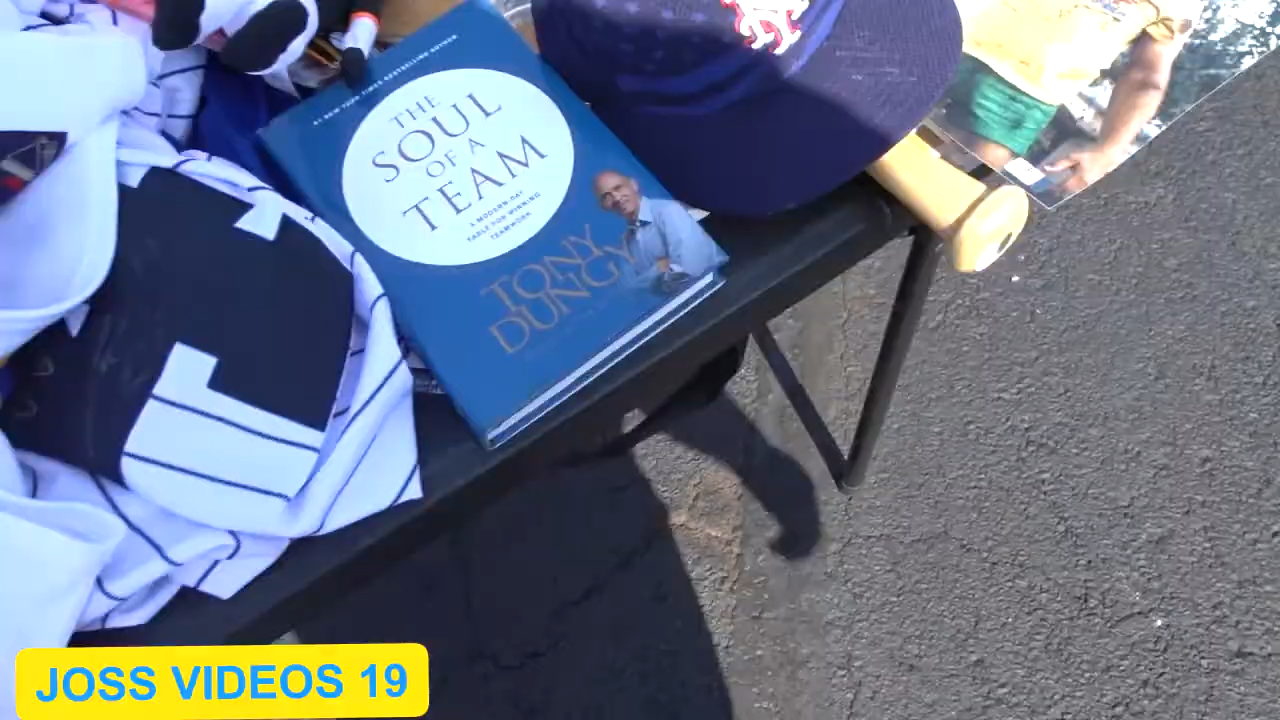 #1 NEW YORK TIMES BESTSELLING AUTHOR
THE
SOUL
OF A
TEAM
A MODERN-DAY
FABLE FOR WINNING
TEAMWORK
TONY
DUNGY
JOSS VIDEOS 19